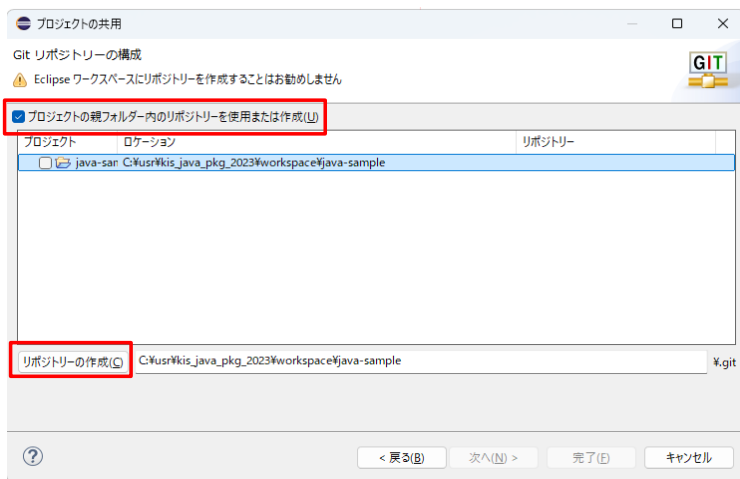 プロジェクトの共用
Git リポジトリーの構成
Eclipse ワークスペースにリポジトリーを作成することはお勧めしません
GIT
プロジェクトの親フォルダー内のリポジトリーを使用または作成(U)
プロジェクト ロケーション リポジトリー
java-san C:¥usr¥kis_java_pkg_2023¥workspace¥java-sample
リポジトリーの作成(C) C:¥usr¥kis_java_pkg_2023¥workspace¥java-sample ¥.git
< 戻る(B) 次へ(N) > 完了(F) キャンセル